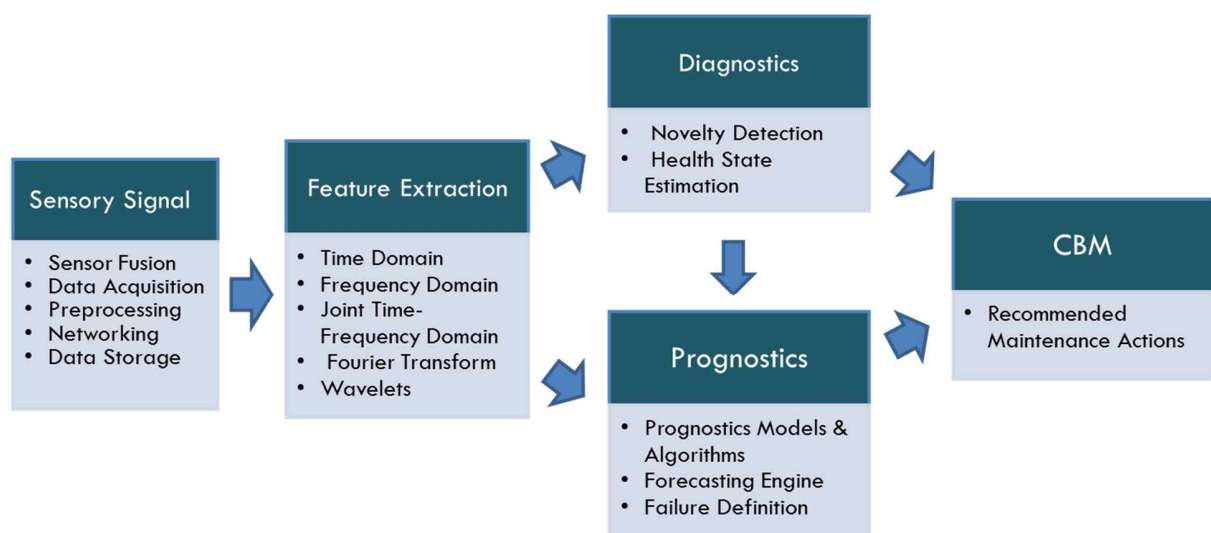 Sensory Signal
• Sensor Fusion
• Data Acquisition
• Preprocessing
• Networking
• Data Storage
Feature Extraction
• Time Domain
• Frequency Domain
• Joint Time-
Frequency Domain
• Fourier Transform
• Wavelets
Diagnostics
• Novelty Detection
• Health State
Estimation
Prognostics
• Prognostics Models &
Algorithms
• Forecasting Engine
• Failure Definition
CBM
• Recommended
Maintenance Actions